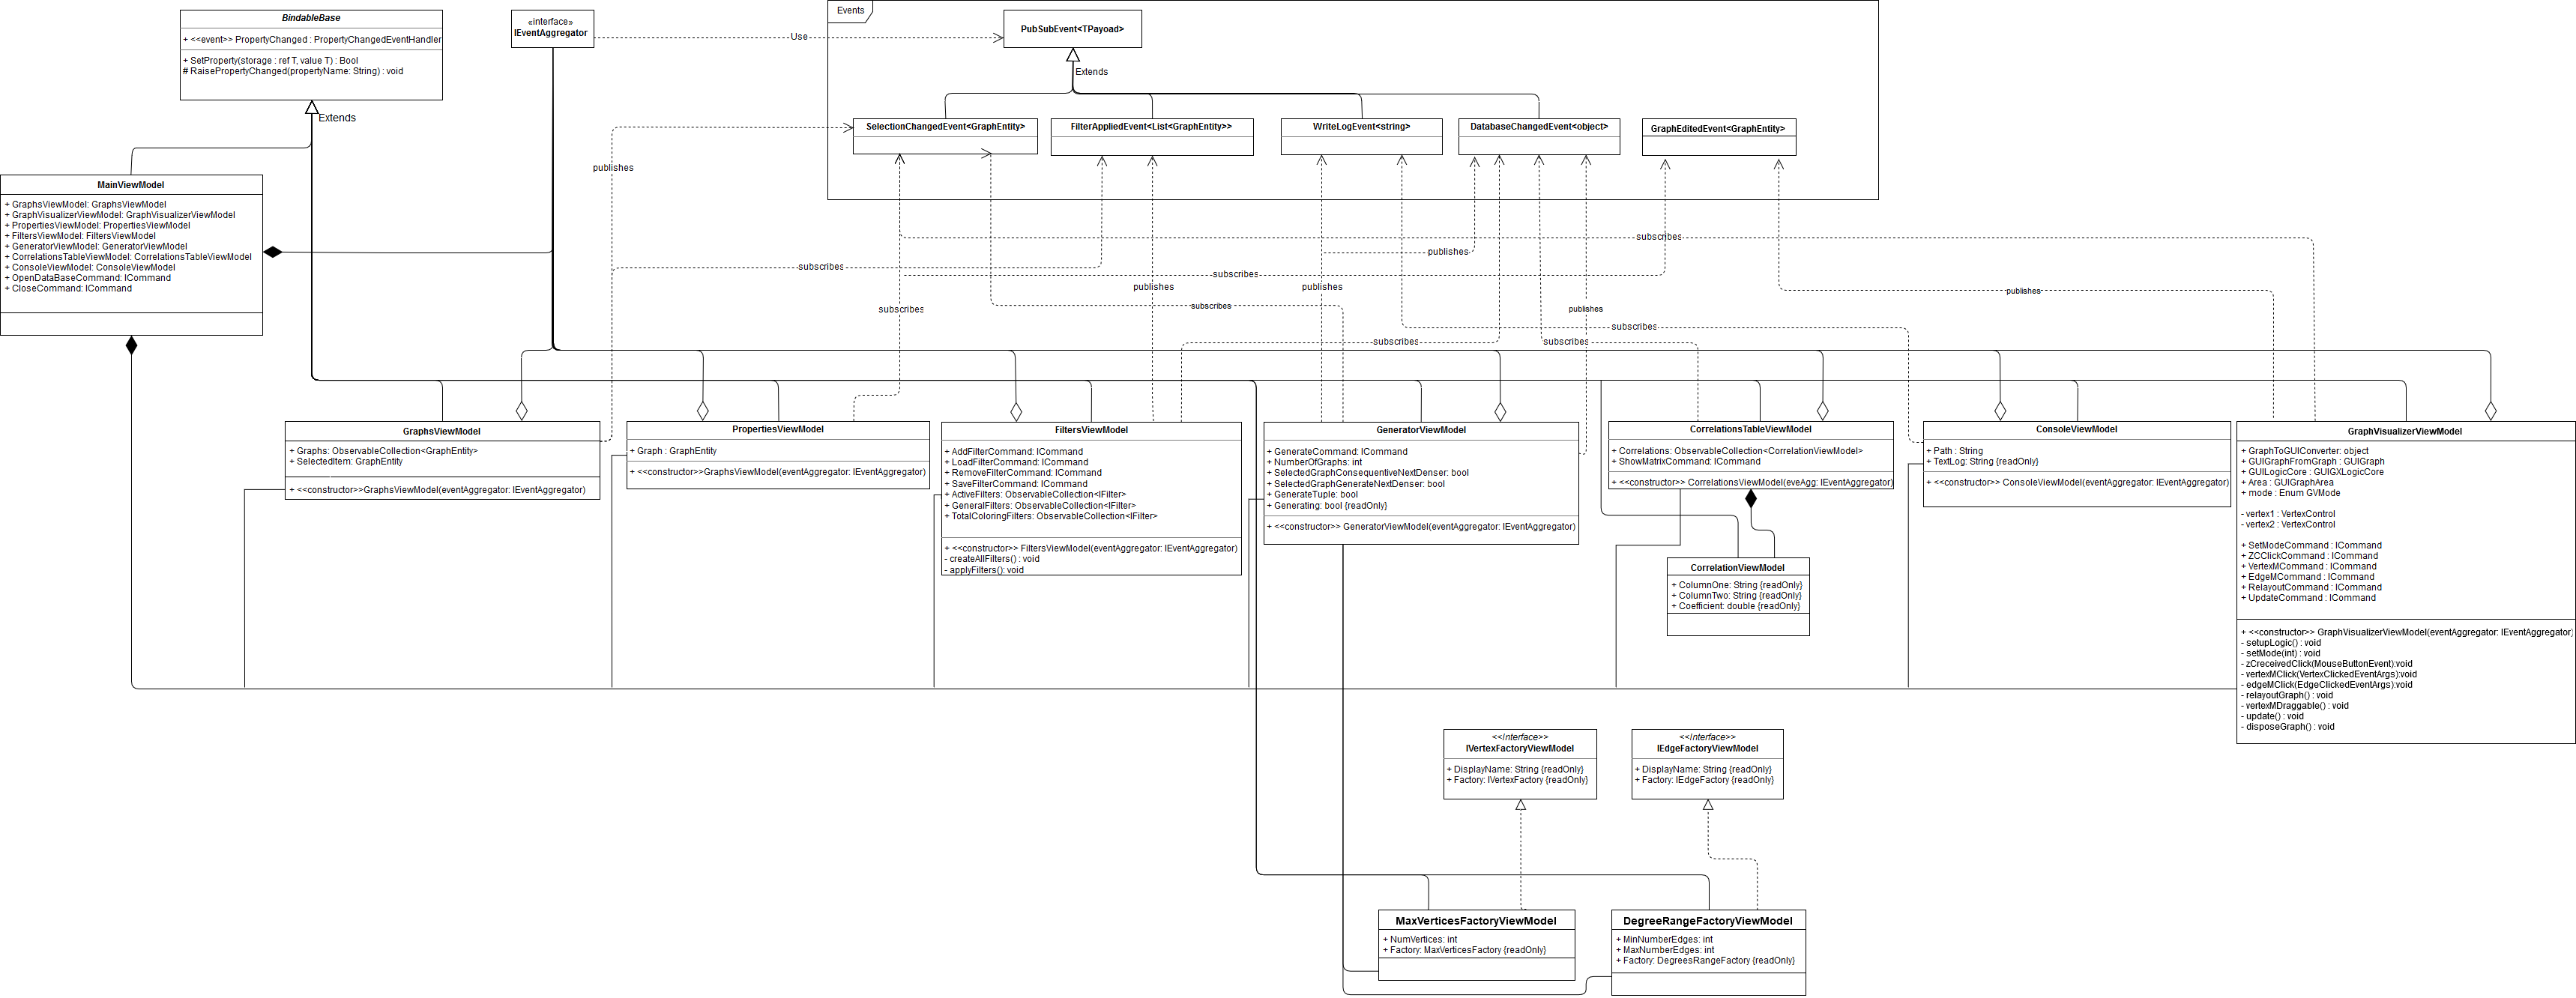 BindableBase
+ <<event>> PropertyChanged : PropertyChangedEventHandler
+ SetProperty(storage : ref T, value T) : Bool
# RaisePropertyChanged(propertyName: String) : void
«interface»
IEventAggregator
Use
Events
PubSubEvent<TPayoad>
Extends
Extends
SelectionChangedEvent<GraphEntity>
FilterAppliedEvent<List<GraphEntity>>
WriteLogEvent<string>
DatabaseChangedEvent<object>
GraphEditedEvent<GraphEntity>
publishes
MainViewModel
+ GraphsViewModel: GraphsViewModel
+ GraphVisualizerViewModel: GraphVisualizerViewModel
+ PropertiesViewModel: PropertiesViewModel
+ FiltersViewModel: FiltersViewModel
+ GeneratorViewModel: GeneratorViewModel
+ CorrelationsTableViewModel: CorrelationsTableViewModel
+ ConsoleViewModel: ConsoleViewModel
+ OpenDataBaseCommand: ICommand
+ CloseCommand: ICommand
subscribes
publishes
subscribes
subscribes
publishes
publishes
publishes
subscribes
subscribes
publishes
subscribes
subscribes
subscribes
GraphsViewModel
+ Graphs: ObservableCollection<GraphEntity>
+ SelectedItem: GraphEntity
+ <<constructor>>GraphsViewModel(eventAggregator: IEventAggregator)
PropertiesViewModel
+ Graph : GraphEntity
+ <<constructor>>GraphsViewModel(eventAggregator: IEventAggregator)
FiltersViewModel
+ AddFilterCommand: ICommand
+ LoadFilterCommand: ICommand
+ RemoveFilterCommand: ICommand
+ SaveFilterCommand: ICommand
+ ActiveFilters: ObservableCollection<IFilter>
+ GeneralFilters: ObservableCollection<IFilter>
+ TotalColoringFilters: ObservableCollection<IFilter>
+ <<constructor>> FiltersViewModel(eventAggregator: IEventAggregator)
- createAllFilters() : void
- applyFilters(): void
GeneratorViewModel
+ GenerateCommand: ICommand
+ NumberOfGraphs: int
+ SelectedGraphConsequentiveNextDenser: bool
+ SelectedGraphGenerateNextDenser: bool
+ GenerateTuple: bool
+ Generating: bool {readOnly}
+ <<constructor>> GeneratorViewModel(eventAggregator: IEventAggregator)
CorrelationsTableViewModel
+ Correlations: ObservableCollection<CorrelationViewModel>
+ ShowMatrixCommand: ICommand
+ <<constructor>> CorrelationsViewModel(eveAgg: IEventAggregator)
ConsoleViewModel
+ Path : String
+ TextLog: String {readOnly}
+ <<constructor>> ConsoleViewModel(eventAggregator: IEventAggregator)
GraphVisualizerViewModel
+ GraphToGUIConverter: object
+ GUIGraphFromGraph : GUIGraph
+ GUILogicCore : GUIGXLogicCore
+ Area : GUIGraphArea
+ mode : Enum GVMode
- vertex1 : VertexControl
- vertex2 : VertexControl
+ SetModeCommand : ICommand
+ ZCClickCommand : ICommand
+ VertexMCommand : ICommand
+ EdgeMCommand : ICommand
+ RelayoutCommand : ICommand
+ UpdateCommand : ICommand
+ <<constructor>> GraphVisualizerViewModel(eventAggregator: IEventAggregator)
- setupLogic() : void
- setMode(int) : void
- zCreceivedClick(MouseButtonEvent):void
- vertexMClick(VertexClickedEventArgs):void
- edgeMClick(EdgeClickedEventArgs):void
- relayoutGraph() : void
- vertexMDraggable() : void
- update() : void
- disposeGraph() : void
CorrelationViewModel
+ ColumnOne: String {readOnly}
+ ColumnTwo: String {readOnly}
+ Coefficient: double {readOnly}
<<Interface>>
IVertexFactoryViewModel
+ DisplayName: String {readOnly}
+ Factory: IVertexFactory {readOnly}
<<Interface>>
IEdgeFactoryViewModel
+ DisplayName: String {readOnly}
+ Factory: IEdgeFactory {readOnly}
MaxVerticesFactoryViewModel
+ NumVertices: int
+ Factory: MaxVerticesFactory {readOnly}
DegreeRangeFactoryViewModel
+ MinNumberEdges: int
+ MaxNumberEdges: int
+ Factory: DegreesRangeFactory {readOnly}